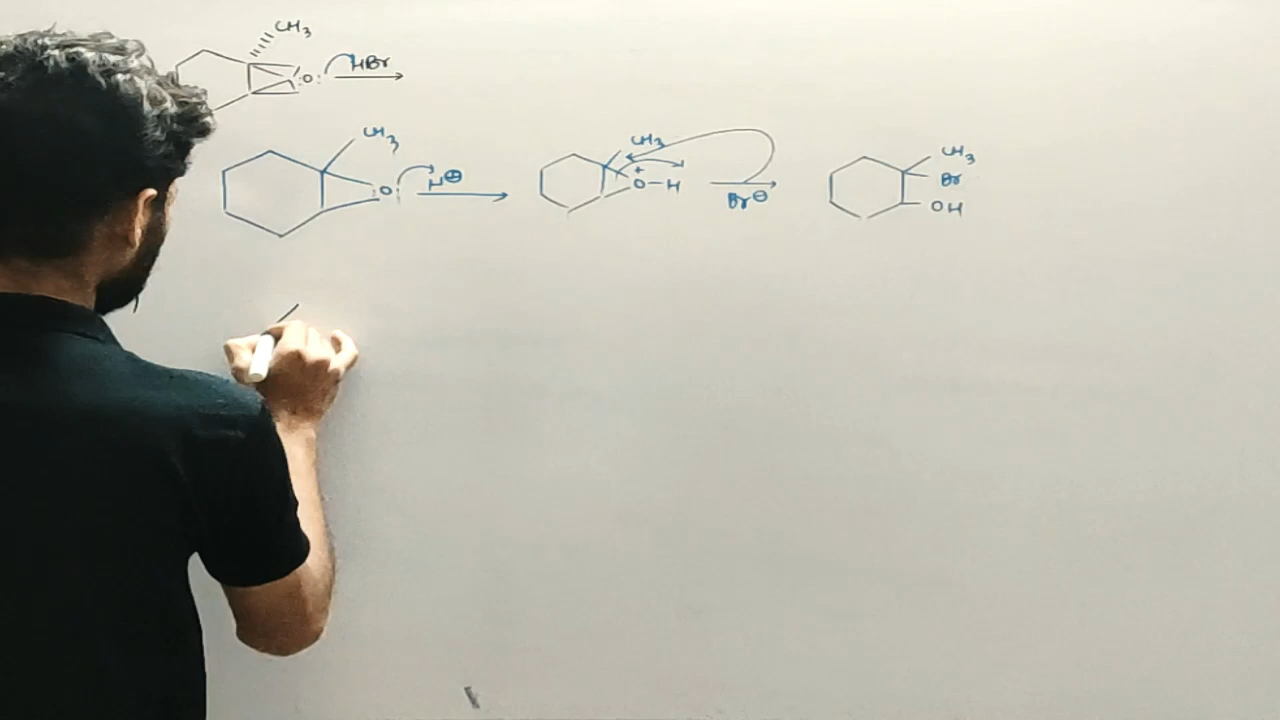 CH3
O: HBr
CH3 CH3 CH3
O: H⊕ + O-H Br⊖ Br
OH